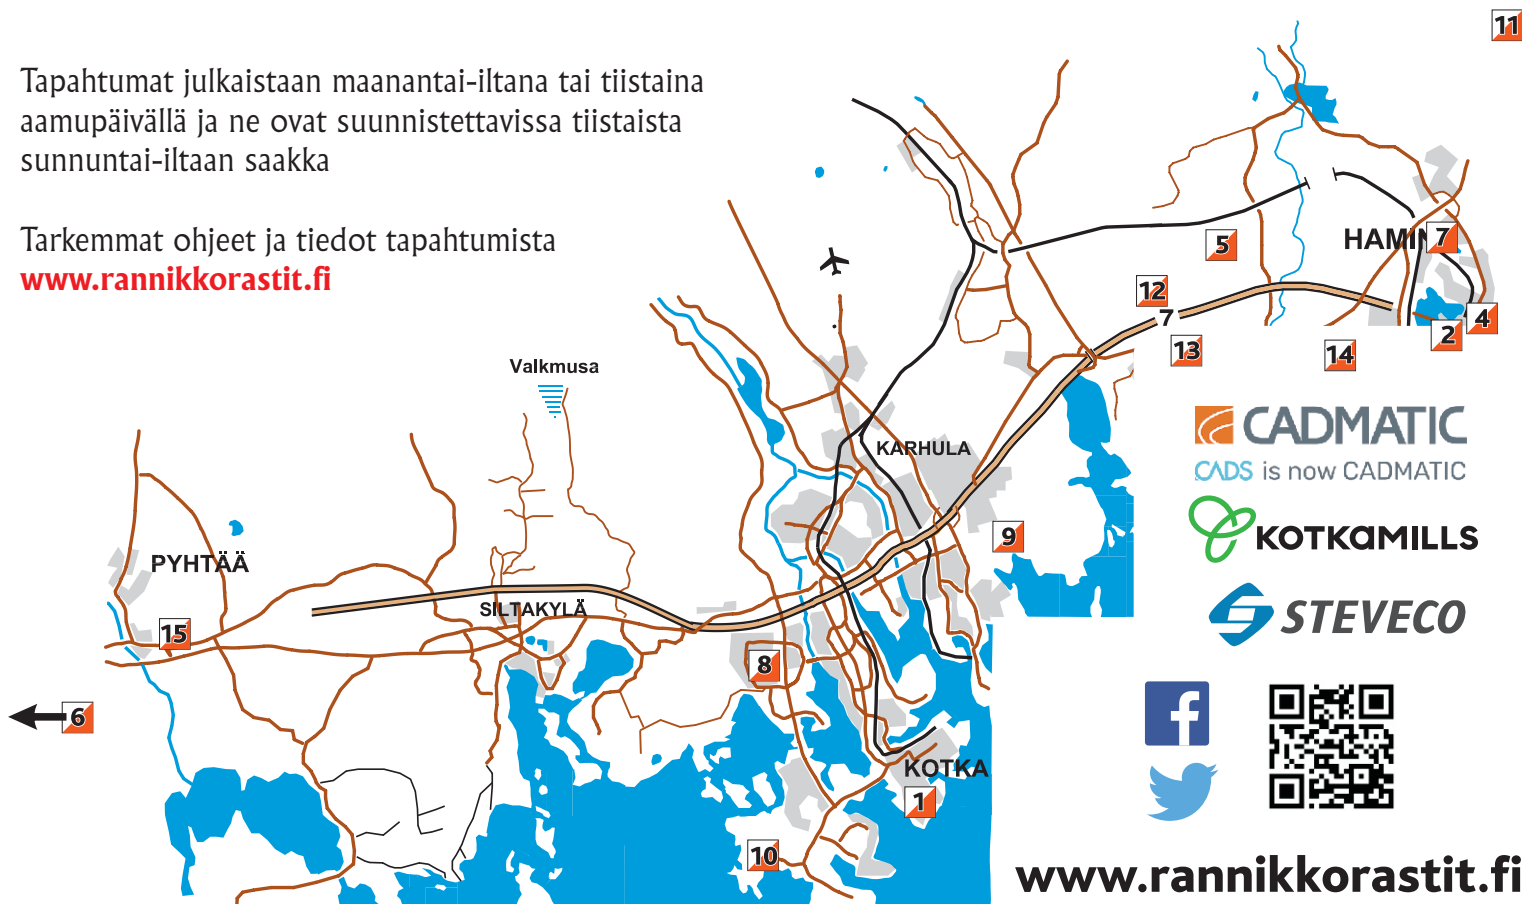 Tapahtumat julkaistaan maanantai-iltana tai tiistaina
aamupäivällä ja ne ovat suunnistettavissa tiistaista
sunnuntai-iltaan saakka
Tarkemmat ohjeet ja tiedot tapahtumista
www.rannikkorastit.fi
11
HAMIN
7
5
12
7
4
2
13
14
Valkmusa
KARHULA
CADMATIC
CADS is now CADMATIC
KOTKAMILLS
9
PYHTÄÄ
SILTAKYLÄ
STEVECO
15
8
6
f
KOTKA
1
10
www.rannikkorastit.fi